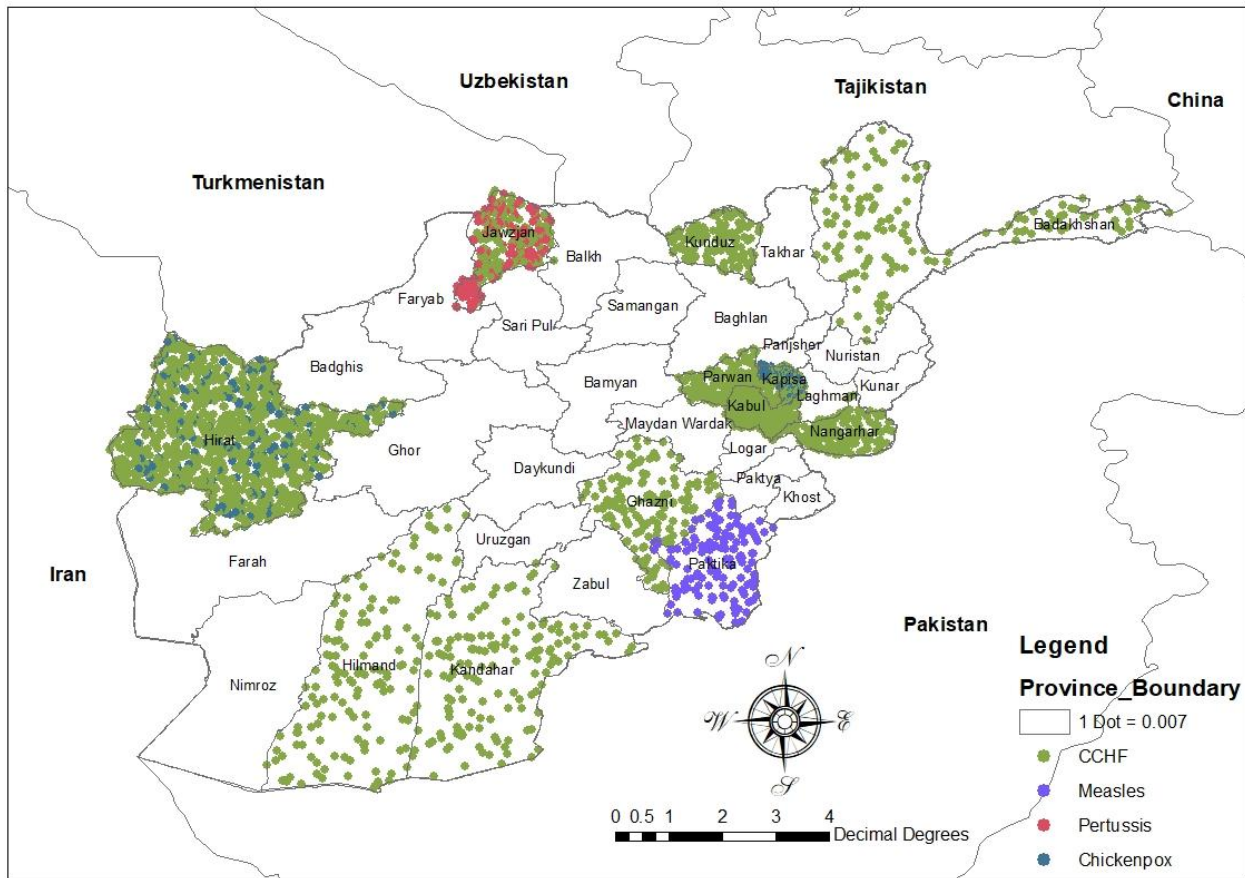 Uzbekistan
Tajikistan
China
Turkmenistan
Jawzjan
Kunduz
Badakhshan
Balkh
Takhar
Faryab
Samangan
Sari Pul
Baghlan
Panjsher
Nuristan
Badghis
Bamyan
Parwan
Kapisa
Kunar
Laghman
Kabul
Maydan Wardak
Nangarhar
Hirat
Ghor
Logar
Daykundi
Paktya
Ghazni
Khost
Uruzgan
Farah
Iran
Zabul
Paktika
Pakistan
Hilmand
Kandahar
Nimroz
N
W
E
S
0 0.5 1 2 3 4
Decimal Degrees
Legend
Province_Boundary
1 Dot = 0.007
CCHF
Measles
Pertussis
Chickenpox